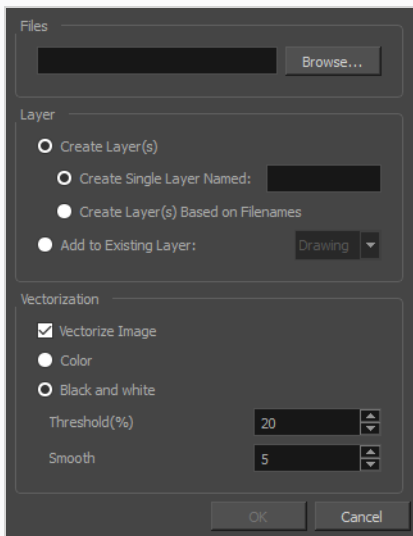 Files
Browse...
Layer
Create Layer(s)
Create Single Layer Named:
Create Layer(s) Based on Filenames
Add to Existing Layer: Drawing
Vectorization
Vectorize Image
Color
Black and white
Threshold(%) 20
Smooth 5
OK Cancel